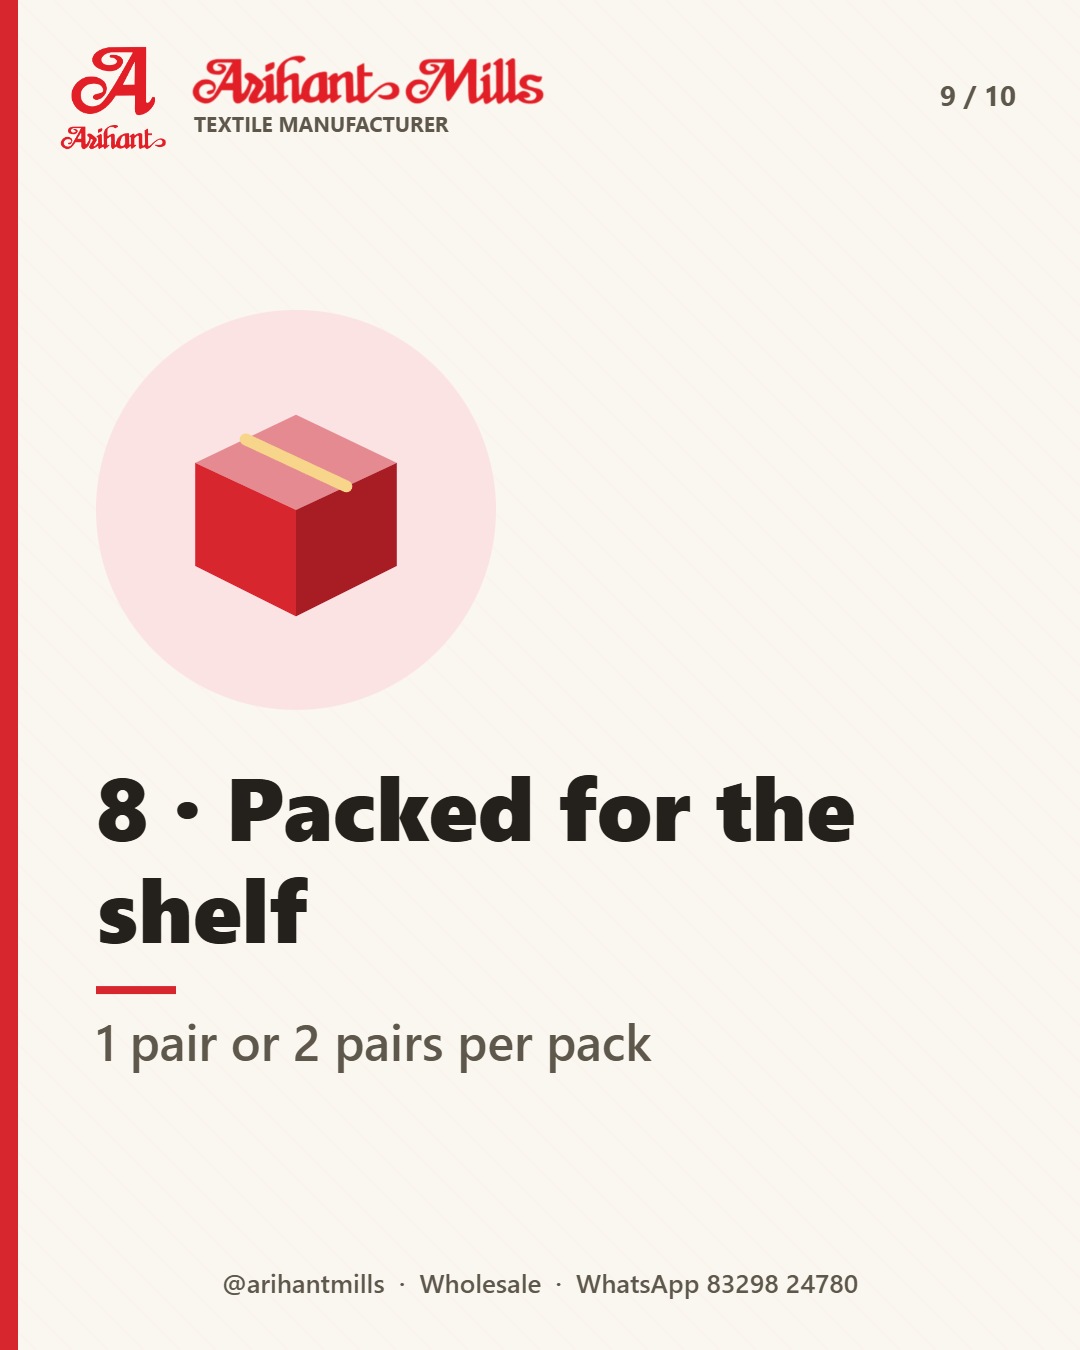 A
Arihant
Arihant Mills
TEXTILE MANUFACTURER
9 / 10
8 · Packed for the
shelf
1 pair or 2 pairs per pack
@arihantmills · Wholesale · WhatsApp 83298 24780